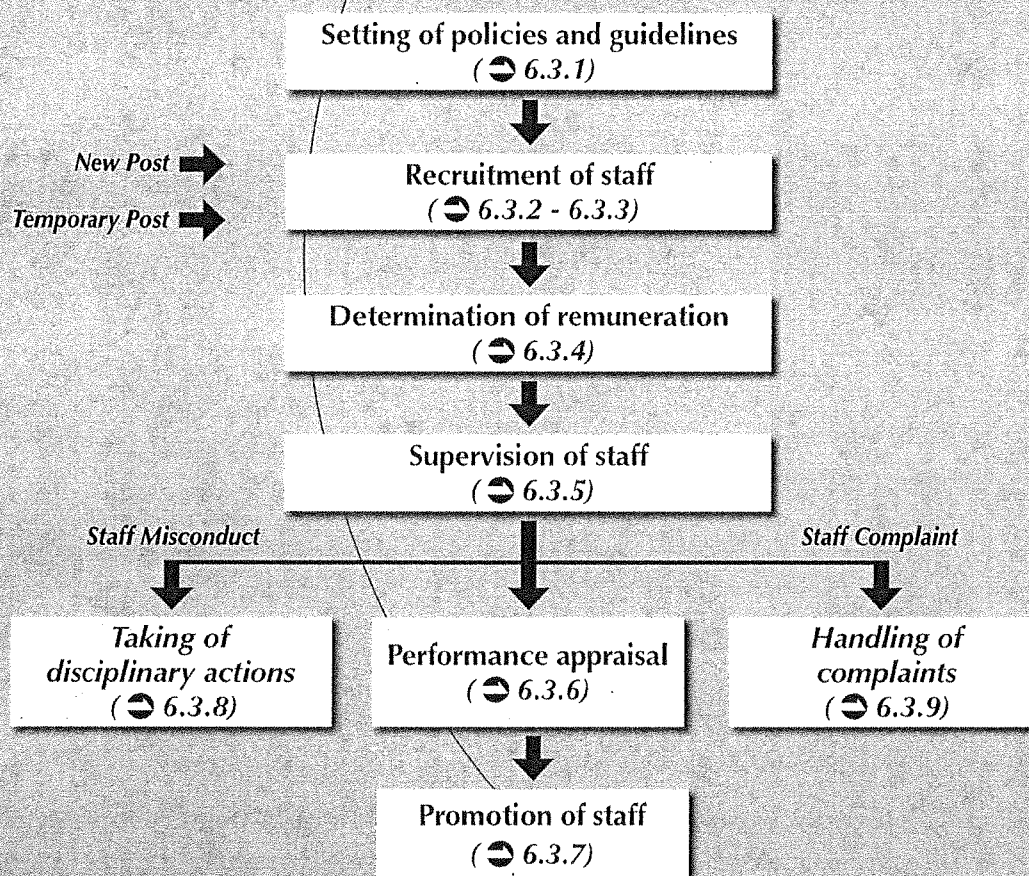 Setting of policies and guidelines
( ➲ 6.3.1)
New Post
Recruitment of staff
( ➲ 6.3.2 - 6.3.3)
Temporary Post
Determination of remuneration
( ➲ 6.3.4)
Supervision of staff
( ➲ 6.3.5)
Staff Misconduct
Staff Complaint
Taking of
disciplinary actions
( ➲ 6.3.8)
Performance appraisal
( ➲ 6.3.6)
Handling of
complaints
( ➲ 6.3.9)
Promotion of staff
( ➲ 6.3.7)